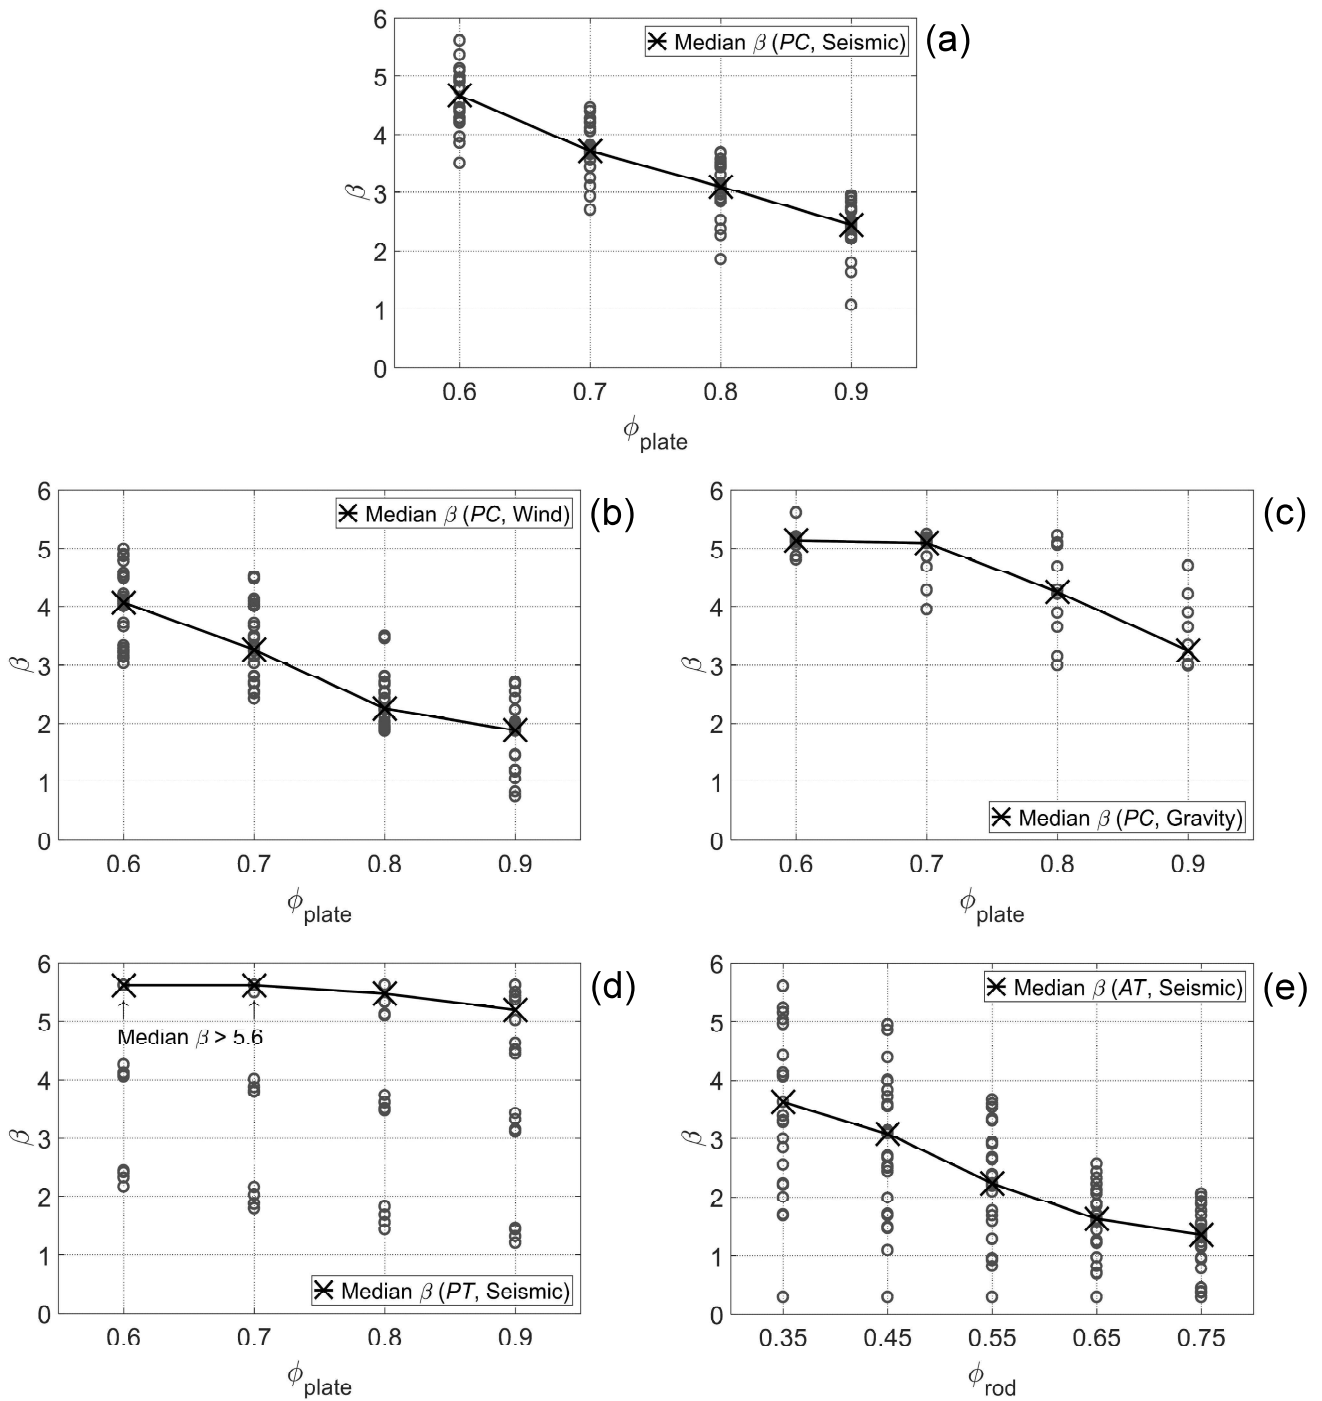 6
5
4
3
2
1
0
β
Median β (PC, Seismic)
(a)
0.6 0.7 0.8 0.9
ϕplate
6
5
4
3
2
1
0
β
Median β (PC, Wind)
(b)
0.6 0.7 0.8 0.9
ϕplate
6
5
4
3
2
1
0
β
(c)
Median β (PC, Gravity)
0.6 0.7 0.8 0.9
ϕplate
6
5
4
3
2
1
0
β
(d)
Median β > 5.6
Median β (PT, Seismic)
0.6 0.7 0.8 0.9
ϕplate
6
5
4
3
2
1
0
β
Median β (AT, Seismic)
(e)
0.35 0.45 0.55 0.65 0.75
ϕrod